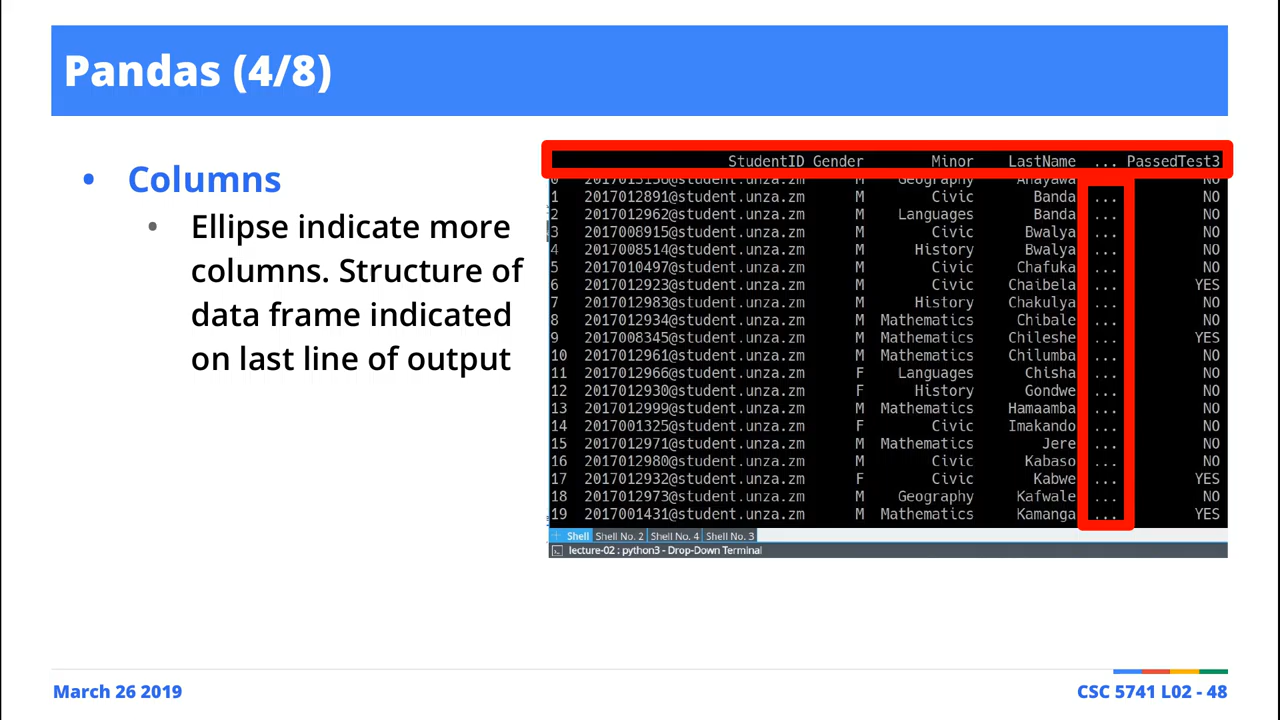 Pandas (4/8)
• Columns
• Ellipse indicate more
columns. Structure of
data frame indicated
on last line of output
StudentID Gender Minor LastName ... PassedTest3
0 2017013156@student.unza.zm M Geography Anayawa NO
1 2017012891@student.unza.zm M Civic Banda ... NO
2 2017012962@student.unza.zm M Languages Banda ... NO
3 2017008915@student.unza.zm M Civic Bwalya ... NO
4 2017008514@student.unza.zm M History Bwalya ... NO
5 2017010497@student.unza.zm M Civic Chafuka ... NO
6 2017012923@student.unza.zm M Civic Chaibela ... YES
7 2017012983@student.unza.zm M History Chakulya ... NO
8 2017012934@student.unza.zm M Mathematics Chibale ... NO
9 2017008345@student.unza.zm M Mathematics Chileshe ... YES
10 2017012961@student.unza.zm M Mathematics Chilumba ... NO
11 2017012966@student.unza.zm F Languages Chisha ... NO
12 2017012930@student.unza.zm F History Gondwe ... NO
13 2017012999@student.unza.zm M Mathematics Hamaamba ... NO
14 2017001325@student.unza.zm F Civic Imakando ... NO
15 2017012971@student.unza.zm M Mathematics Jere ... NO
16 2017012980@student.unza.zm M Civic Kabaso ... NO
17 2017012932@student.unza.zm F Civic Kabwe ... YES
18 2017012973@student.unza.zm M Geography Kafwale ... NO
19 2017001431@student.unza.zm M Mathematics Kamanga ... YES
Shell Shell No. 2 Shell No. 4 Shell No. 3
lecture-02 : python3 - Drop-Down Terminal
March 26 2019
CSC 5741 L02 - 48